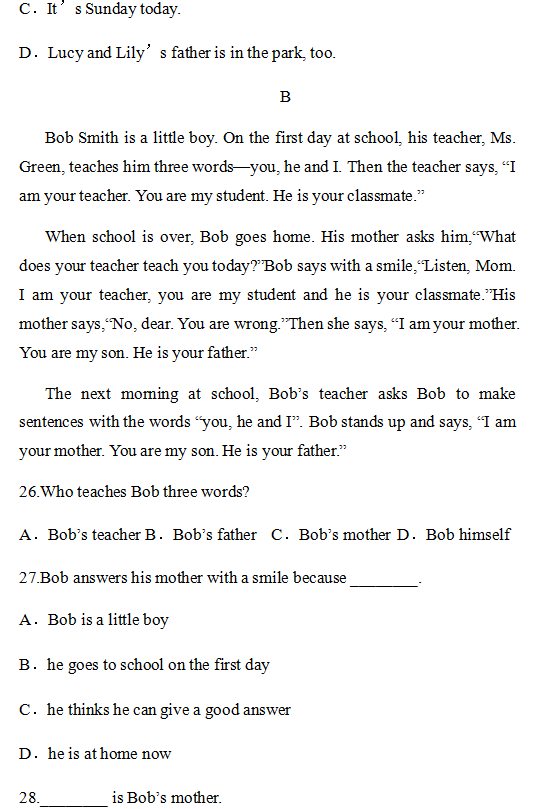 C．It’s Sunday today.
D．Lucy and Lily’s father is in the park, too.
B
Bob Smith is a little boy. On the first day at school, his teacher, Ms.
Green, teaches him three words—you, he and I. Then the teacher says, “I
am your teacher. You are my student. He is your classmate.”
When school is over, Bob goes home. His mother asks him,“What
does your teacher teach you today?”Bob says with a smile,“Listen, Mom.
I am your teacher, you are my student and he is your classmate.”His
mother says,“No, dear. You are wrong.”Then she says, “I am your mother.
You are my son. He is your father.”
The next morning at school, Bob’s teacher asks Bob to make
sentences with the words “you, he and I”. Bob stands up and says, “I am
your mother. You are my son. He is your father.”
26.Who teaches Bob three words?
A．Bob’s teacher B．Bob’s father C．Bob’s mother D．Bob himself
27.Bob answers his mother with a smile because ________.
A．Bob is a little boy
B．he goes to school on the first day
C．he thinks he can give a good answer
D．he is at home now
28.________ is Bob’s mother.